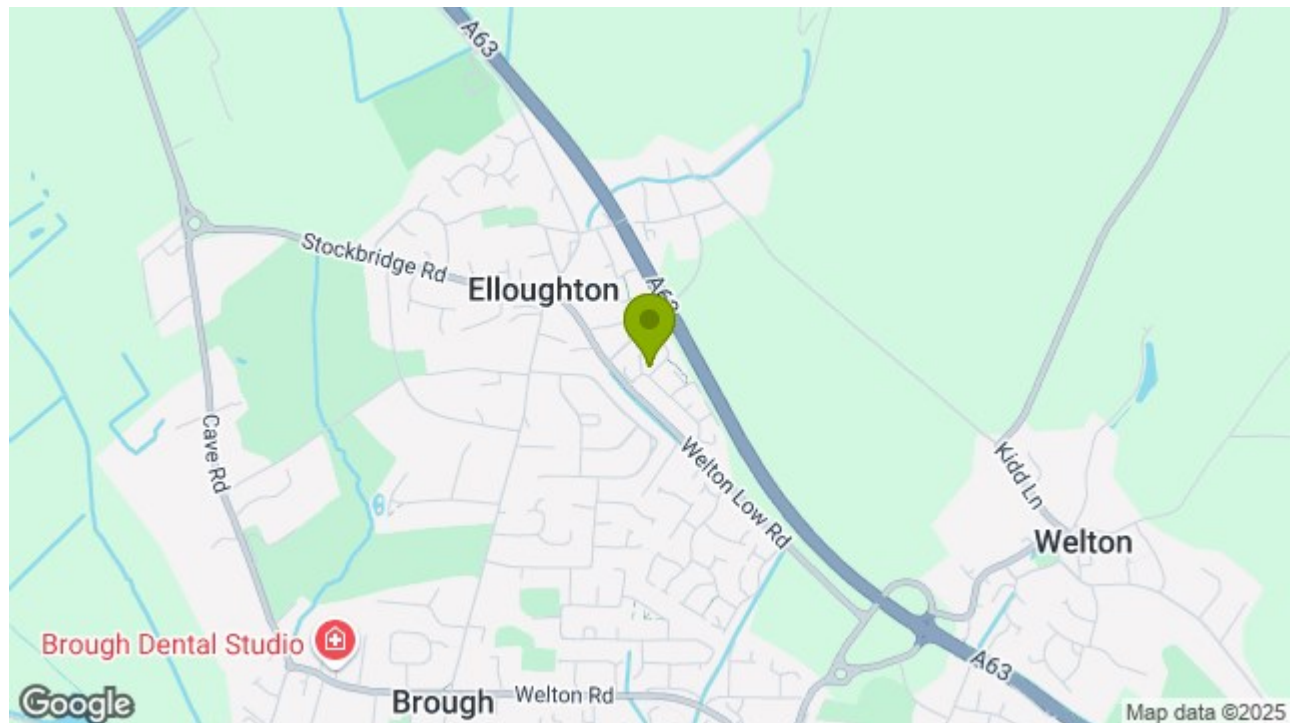 A63
Stockbridge Rd
Elloughton
A63
Cave Rd
Welton Low Rd
Kidd Ln
Welton
Brough Dental Studio
A63
Brough
Welton Rd
Google
Map data ©2025